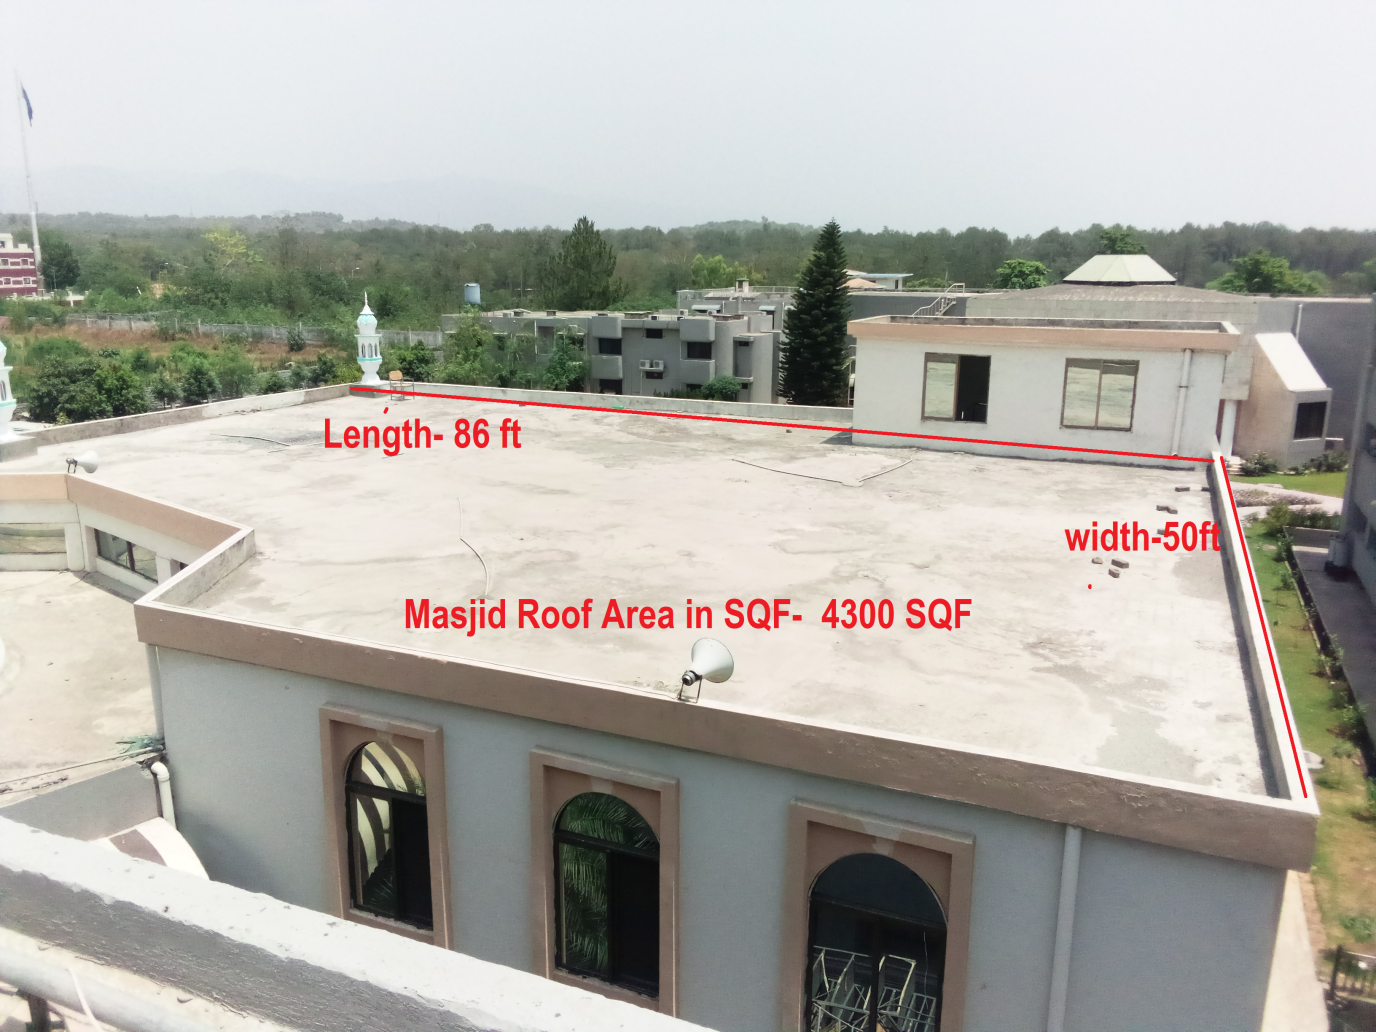 Length- 86 ft
width-50ft
Masjid Roof Area in SQF-  4300 SQF